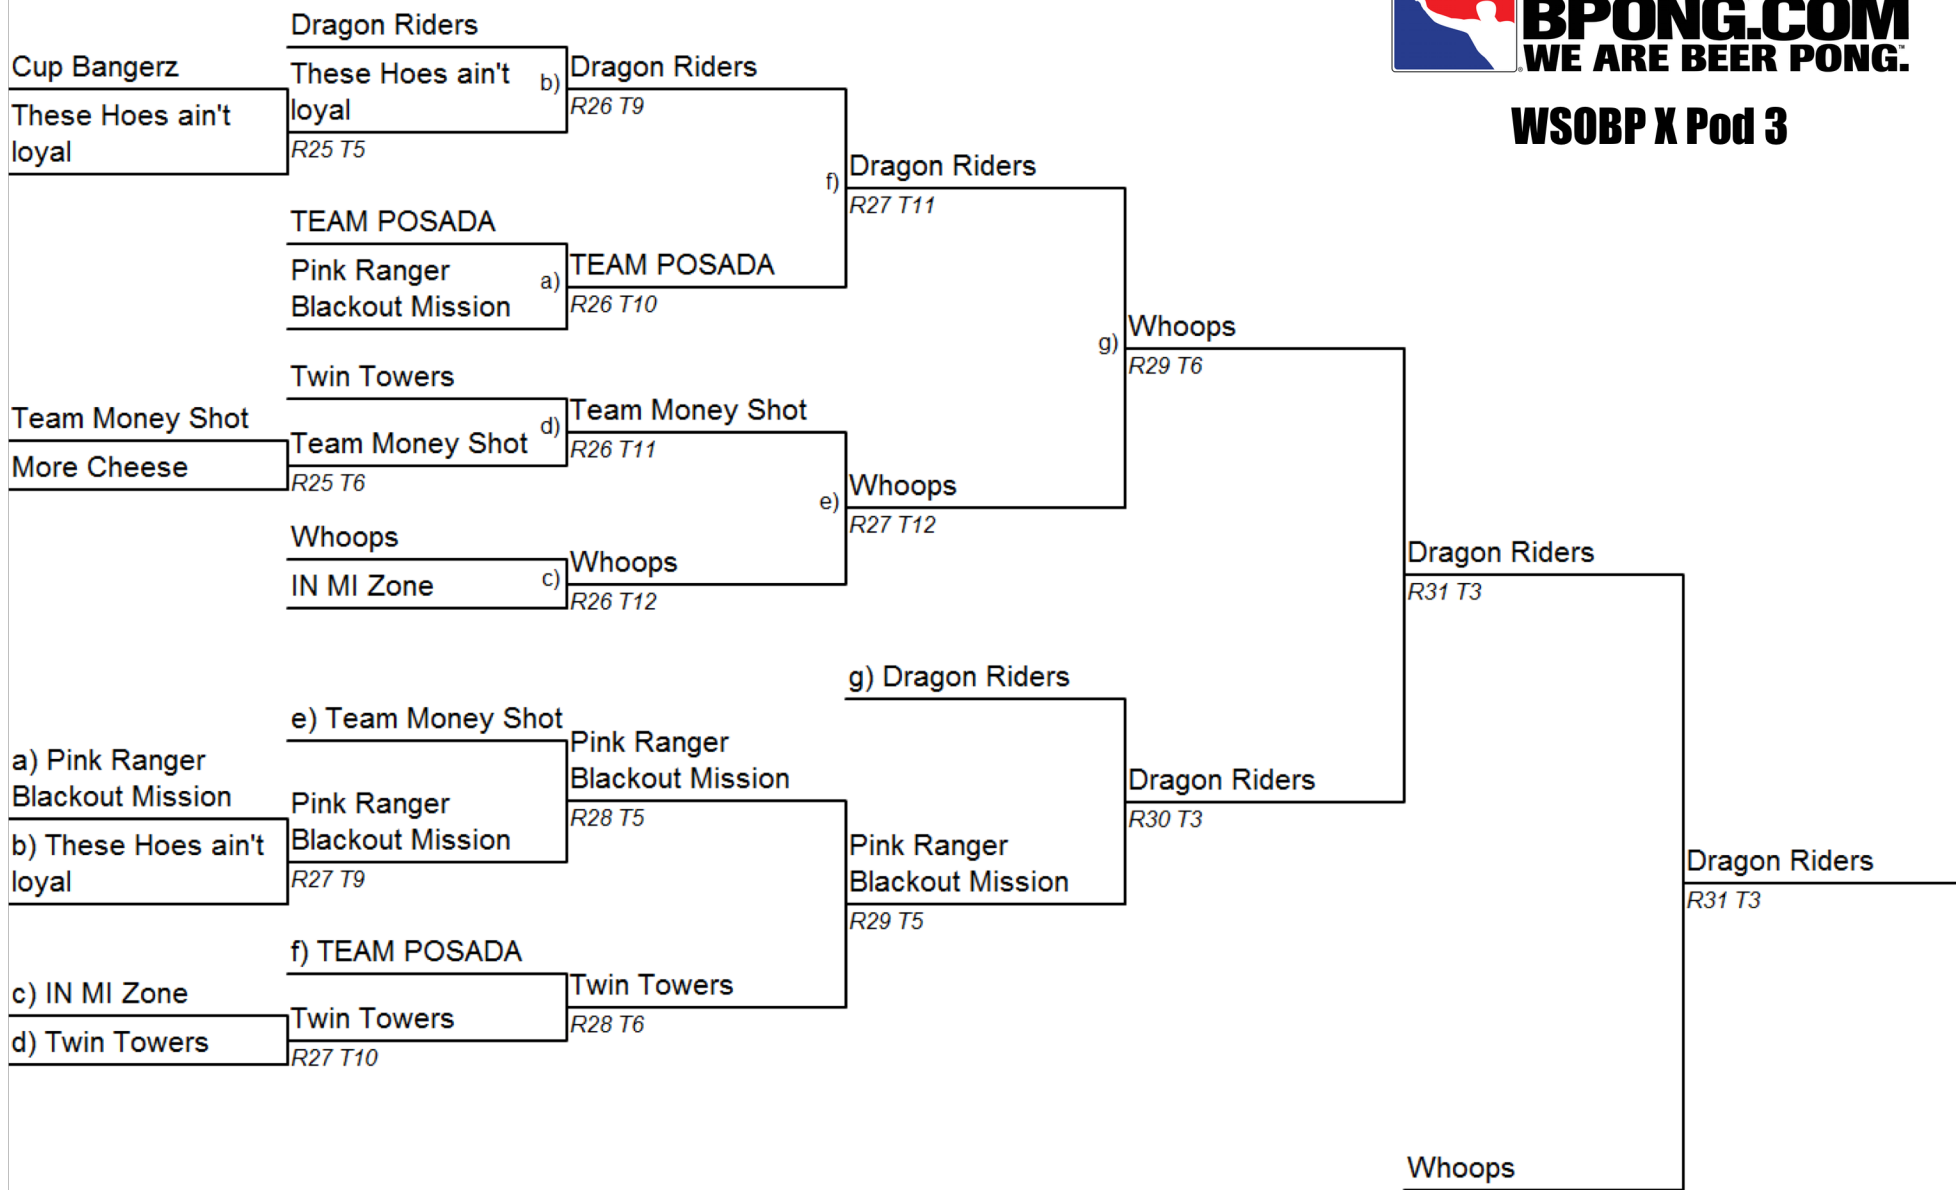 BPONG.COM
WE ARE BEER PONG.™
WSOBP X Pod 3
Cup Bangerz
These Hoes ain't
loyal
Team Money Shot
More Cheese
Dragon Riders
These Hoes ain't
loyal
R25 T5
TEAM POSADA
Pink Ranger
Blackout Mission
Twin Towers
Team Money Shot
R25 T6
Whoops
IN MI Zone
b)
Dragon Riders
R26 T9
a)
TEAM POSADA
R26 T10
d)
Team Money Shot
R26 T11
c)
Whoops
R26 T12
f)
Dragon Riders
R27 T11
e)
Whoops
R27 T12
g)
Whoops
R29 T6
a) Pink Ranger
Blackout Mission
b) These Hoes ain't
loyal
c) IN MI Zone
d) Twin Towers
e) Team Money Shot
Pink Ranger
Blackout Mission
R27 T9
f) TEAM POSADA
Twin Towers
R27 T10
Pink Ranger
Blackout Mission
R28 T5
Twin Towers
R28 T6
g) Dragon Riders
Pink Ranger
Blackout Mission
R29 T5
Dragon Riders
R30 T3
Dragon Riders
R31 T3
Whoops
Dragon Riders
R31 T3